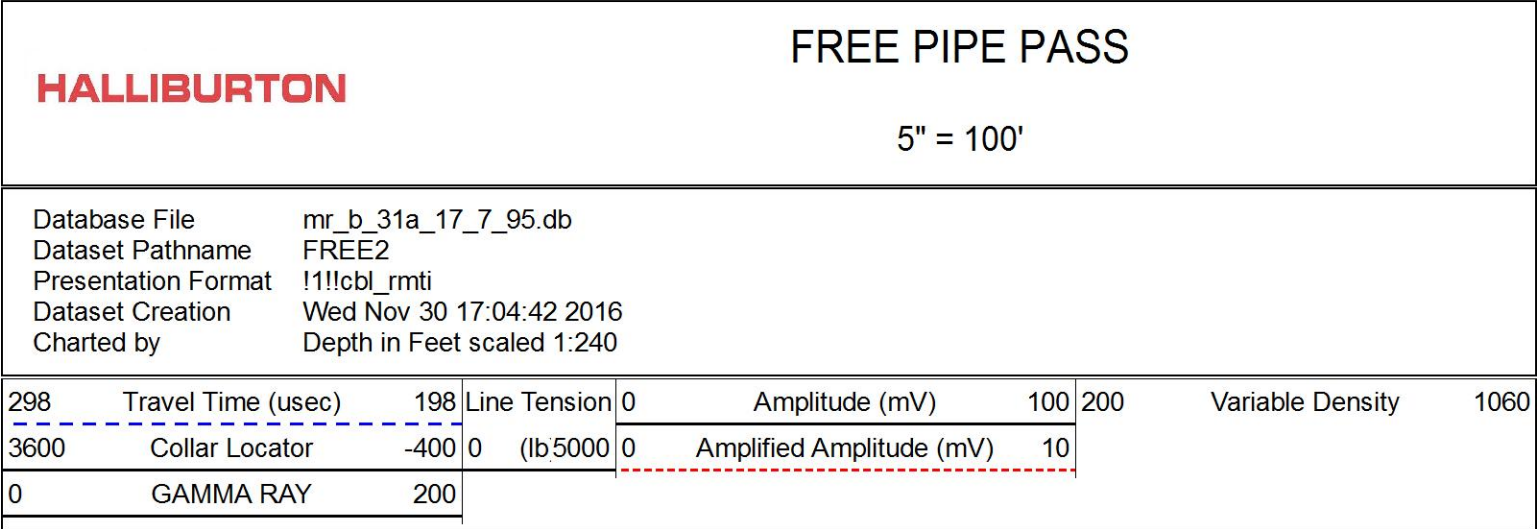 FREE PIPE PASS
HALLIBURTON
5" = 100'
Database File mr_b_31a_17_7_95.db
Dataset Pathname FREE2
Presentation Format !1!!cbl_rmti
Dataset Creation Wed Nov 30 17:04:42 2016
Charted by Depth in Feet scaled 1:240
298 Travel Time (usec) 198 Line Tension 0 Amplitude (mV) 100 200 Variable Density 1060
3600 Collar Locator -400 0 (lb 5000 0 Amplified Amplitude (mV) 10
0 GAMMA RAY 200